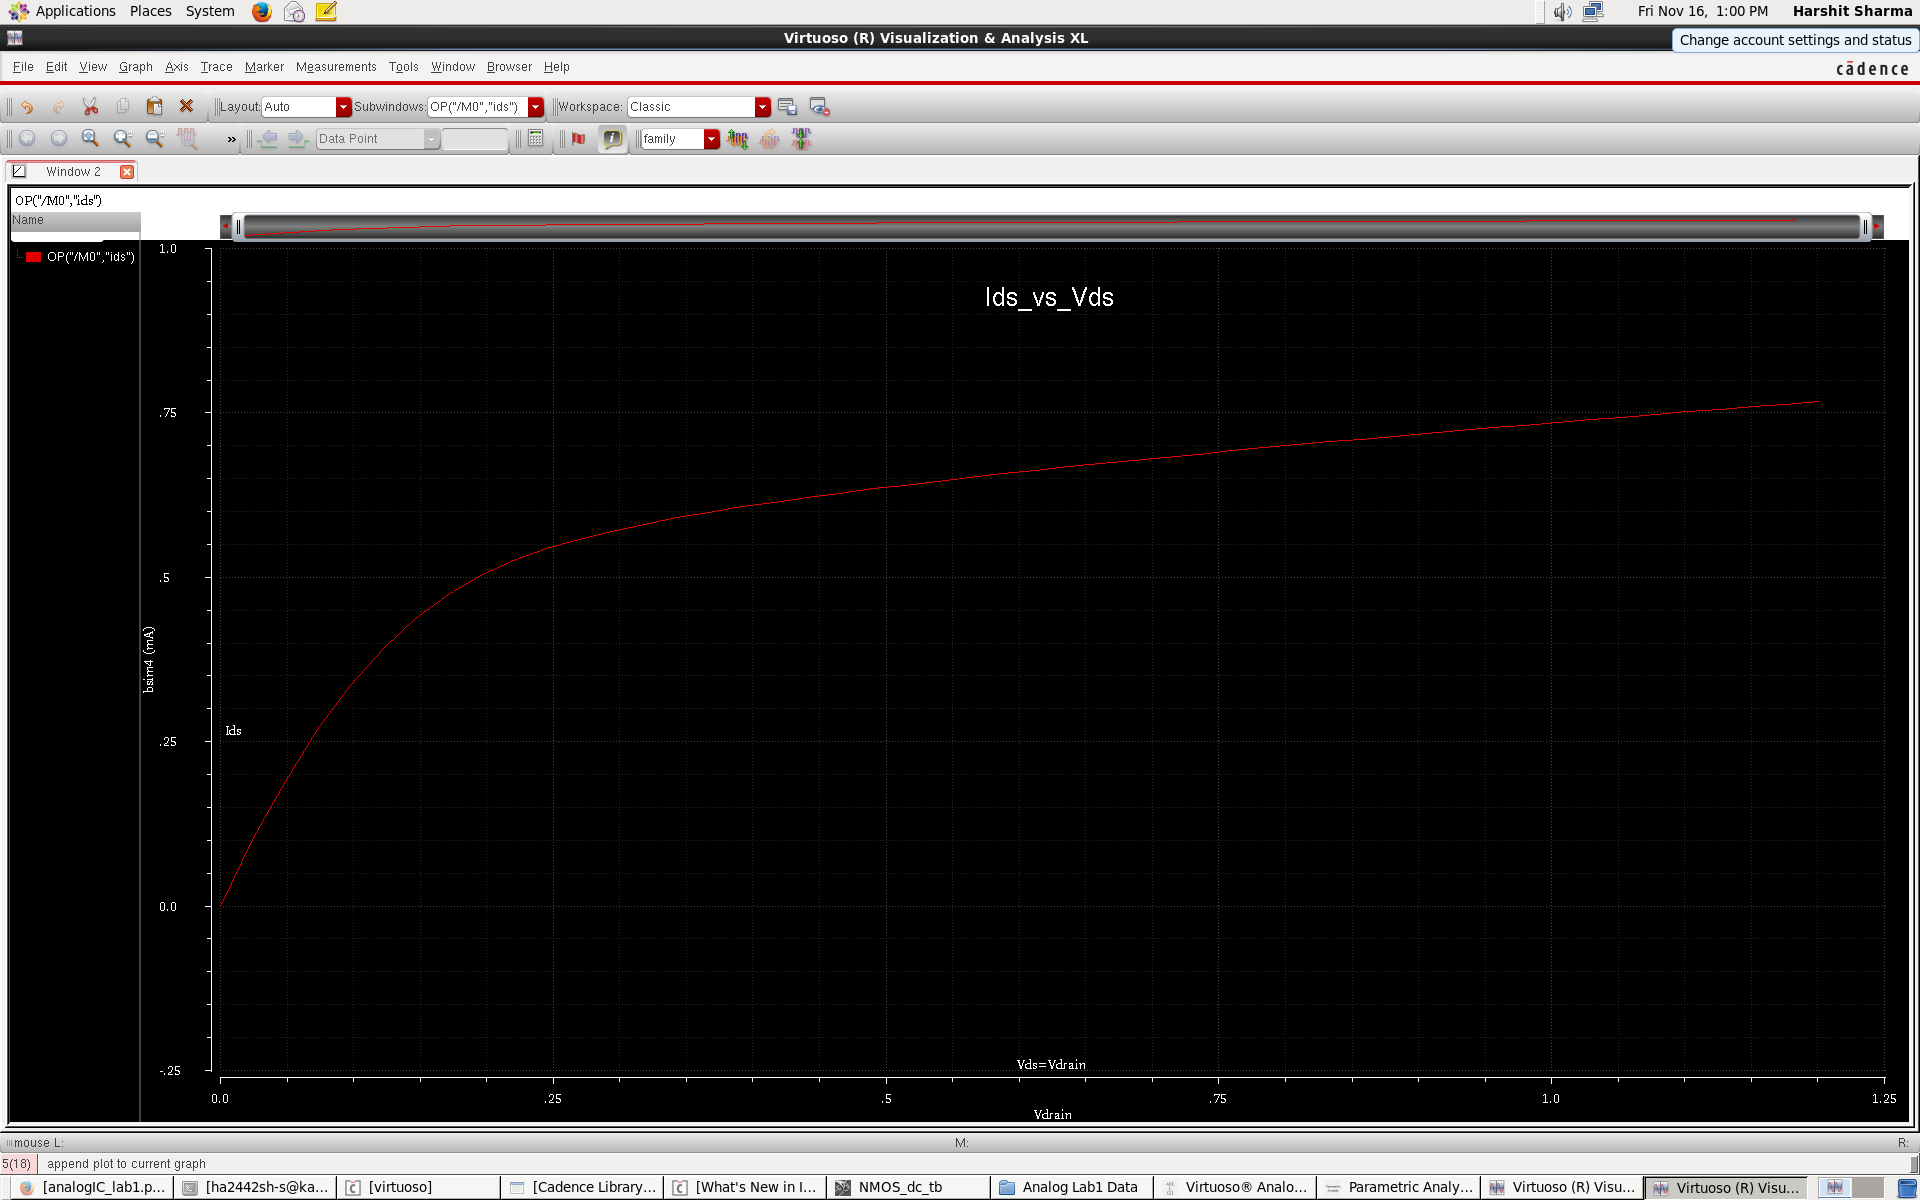 Applications Places System
Fri Nov 16, 1:00 PM Harshit Sharma
Virtuoso (R) Visualization & Analysis XL
Change account settings and status
File Edit View Graph Axis Trace Marker Measurements Tools Window Browser Help
cādence
Layout: Auto Subwindows: OP("/M0","ids") Workspace: Classic
» Data Point family
Window 2
OP("/M0","ids")
Name
OP("/M0","ids")
Ids_vs_Vds
1.0
.75
.5
.25
0.0
-.25
bsim4 (mA)
Ids
Vds=Vdrain
0.0 .25 .5 .75 1.0 1.25
Vdrain
mouse L: M: R:
5(18) append plot to current graph
[analogIC_lab1.p... [ha2442sh-s@ka... [virtuoso] [Cadence Library... [What's New in I... NMOS_dc_tb Analog Lab1 Data Virtuoso® Analo... Parametric Analy... Virtuoso (R) Visu... Virtuoso (R) Visu...